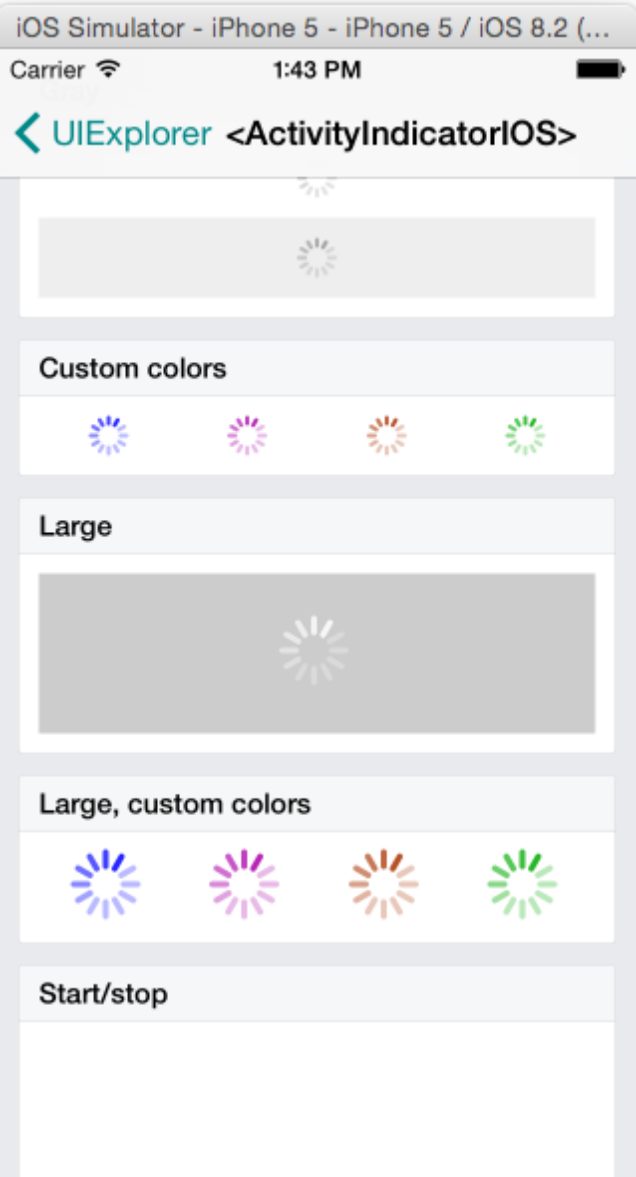 iOS Simulator - iPhone 5 - iPhone 5 / iOS 8.2 (...
Carrier 1:43 PM
Gray
UIExplorer <ActivityIndicatorIOS>
Custom colors
Large
Large, custom colors
Start/stop